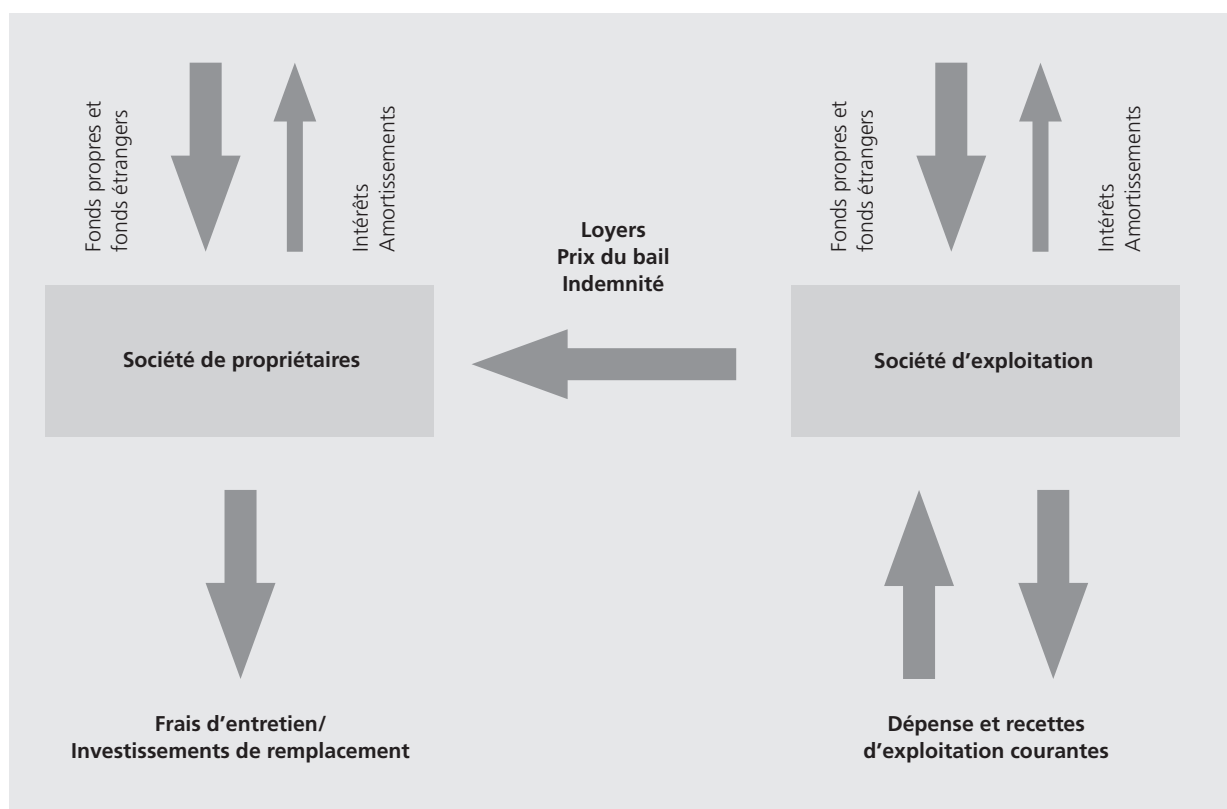 Fonds propres et
fonds étrangers
Intérêts
Amortissements
Fonds propres et
fonds étrangers
Intérêts
Amortissements
Loyers
Prix du bail
Indemnité
Société de propriétaires
Société d’exploitation
Frais d’entretien/
Investissements de remplacement
Dépense et recettes
d’exploitation courantes